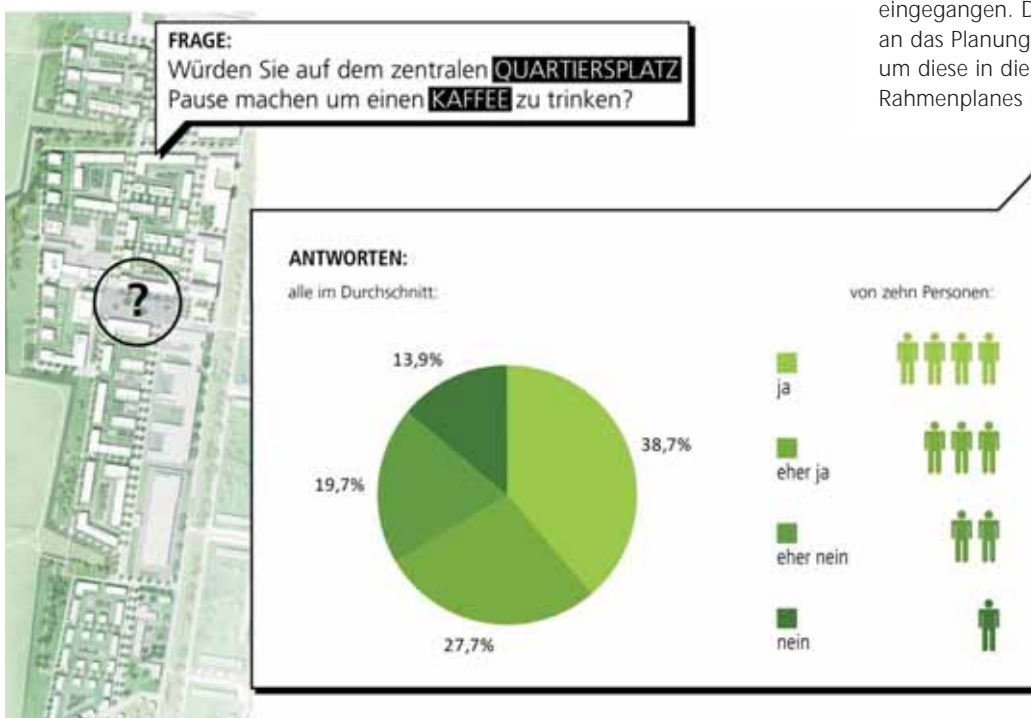 eingegangen. D
an das Planung
um diese in die
Rahmenplanes
FRAGE:
Würden Sie auf dem zentralen QUARTIERSPLATZ
Pause machen um einen KAFFEE zu trinken?
?
ANTWORTEN:
alle im Durchschnitt:
von zehn Personen:
13,9%
38,7%
19,7%
27,7%
ja
eher ja
eher nein
nein